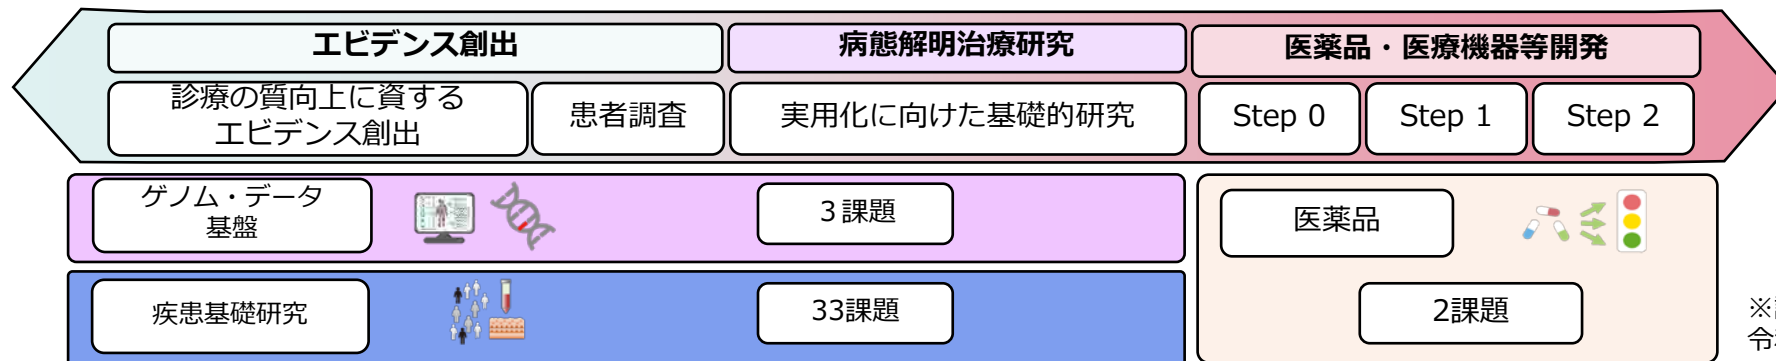 エビデンス創出
病態解明治療研究
医薬品・医療機器等開発
診療の質向上に資する
エビデンス創出
患者調査
実用化に向けた基礎的研究
Step 0
Step 1
Step 2
ゲノム・データ
基盤
３課題
医薬品
疾患基礎研究
33課題
2課題
※
令